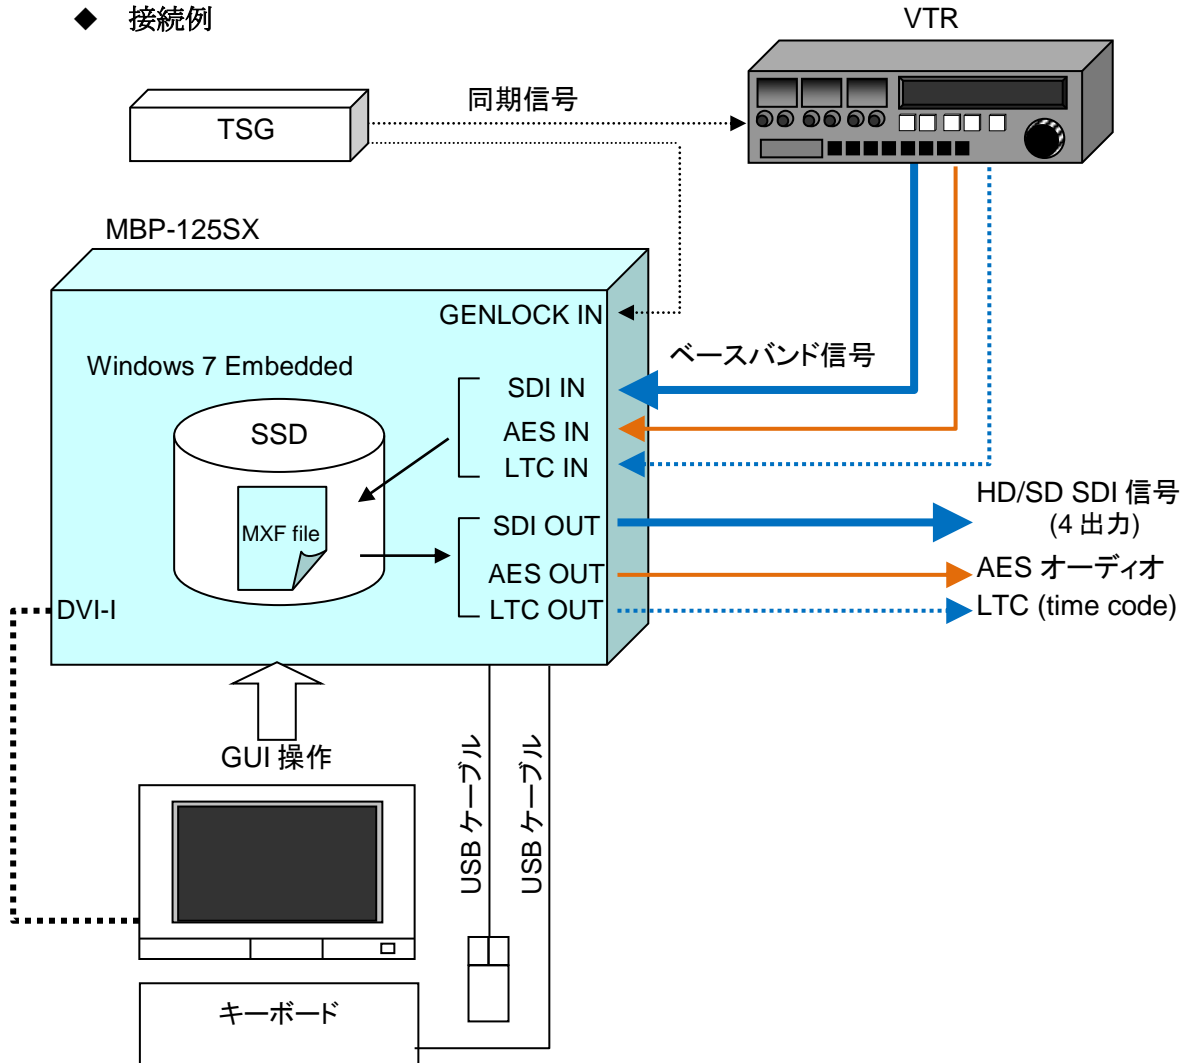 ◆ 接続例
VTR
同期信号
TSG
MBP-125SX
GENLOCK IN
ベースバンド信号
Windows 7 Embedded
SDI IN
SSD
AES IN
LTC IN
HD/SD SDI 信号
(4 出力)
SDI OUT
MXF file
AES OUT
AES オーディオ
DVI-I
LTC OUT
LTC (time code)
GUI 操作
USB ケーブル
USB ケーブル
キーボード